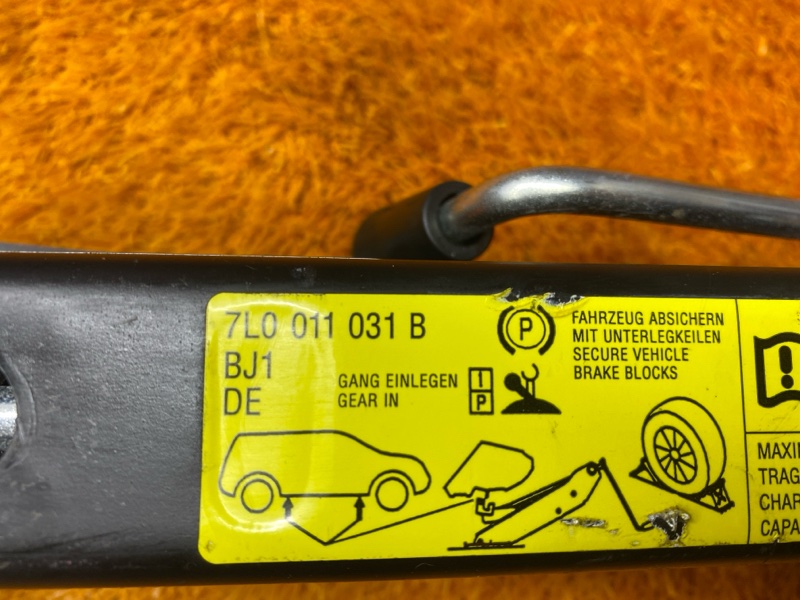 7L0 011 031 B
BJ1
DE
GANG EINLEGEN
GEAR IN
I
P
P
FAHRZEUG ABSICHERN
MIT UNTERLEGKEILEN
SECURE VEHICLE
BRAKE BLOCKS
!
MAXI
TRAG
CHAR
CAPA